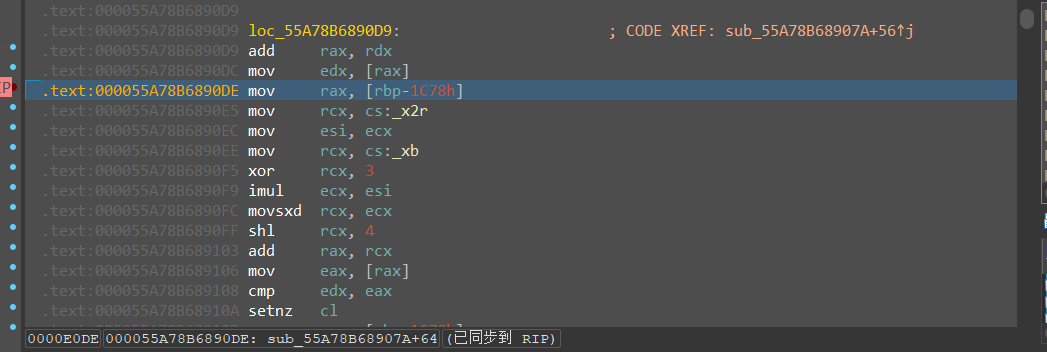 .text:000055A78B6890D9
.text:000055A78B6890D9 loc_55A78B6890D9: ; CODE XREF: sub_55A78B68907A+56↑j
.text:000055A78B6890D9 add rax, rdx
.text:000055A78B6890DC mov edx, [rax]
IP .text:000055A78B6890DE mov rax, [rbp-1C78h]
.text:000055A78B6890E5 mov rcx, cs:_x2r
.text:000055A78B6890EC mov esi, ecx
.text:000055A78B6890EE mov rcx, cs:_xb
.text:000055A78B6890F5 xor rcx, 3
.text:000055A78B6890F9 imul ecx, esi
.text:000055A78B6890FC movsxd rcx, ecx
.text:000055A78B6890FF shl rcx, 4
.text:000055A78B689103 add rax, rcx
.text:000055A78B689106 mov eax, [rax]
.text:000055A78B689108 cmp edx, eax
.text:000055A78B68910A setnz cl
0000E0DE 000055A78B6890DE: sub_55A78B68907A+64 (已同步到 RIP)